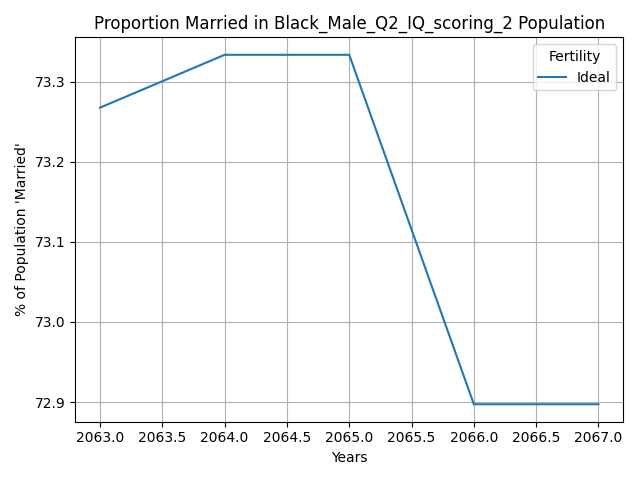 Proportion Married in Black_Male_Q2_IQ_scoring_2 Population
Fertility
Ideal
% of Population 'Married'
73.3
73.2
73.1
73.0
72.9
2063.0 2063.5 2064.0 2064.5 2065.0 2065.5 2066.0 2066.5 2067.0
Years